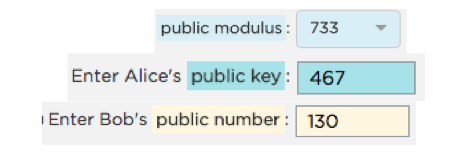 public modulus: 733
Enter Alice's public key: 467
Enter Bob's public number: 130